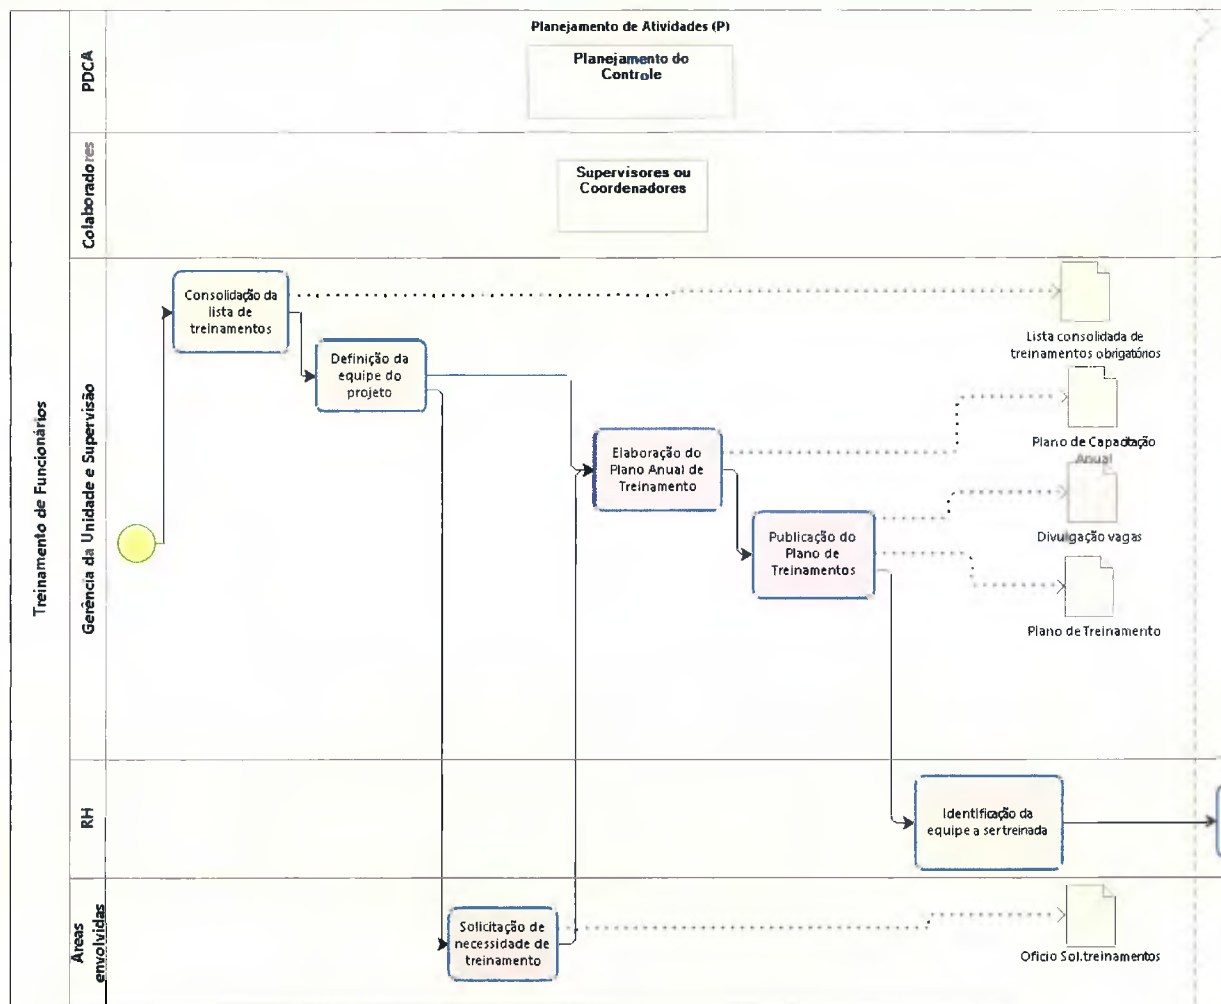 Planejamento de Atividades (P)
PDCA
Planejamento do
Controle
Colaboradores
Supervisores ou
Coordenadores
Treinamento de Funcionários
Gerência da Unidade e Supervisão
Consolidação da
lista de
treinamentos
Lista consolidada de
treinamentos obrigatórios
Definição da
equipe do
projeto
Plano de Capacitação
Anual
Elaboração do
Plano Anual de
Treinamento
Divulgação vagas
Publicação do
Plano de
Treinamentos
Plano de Treinamento
RH
Identificação da
equipe a ser treinada
Areas
envolvidas
Solicitação de
necessidade de
treinamento
Oficio Sol.treinamentos